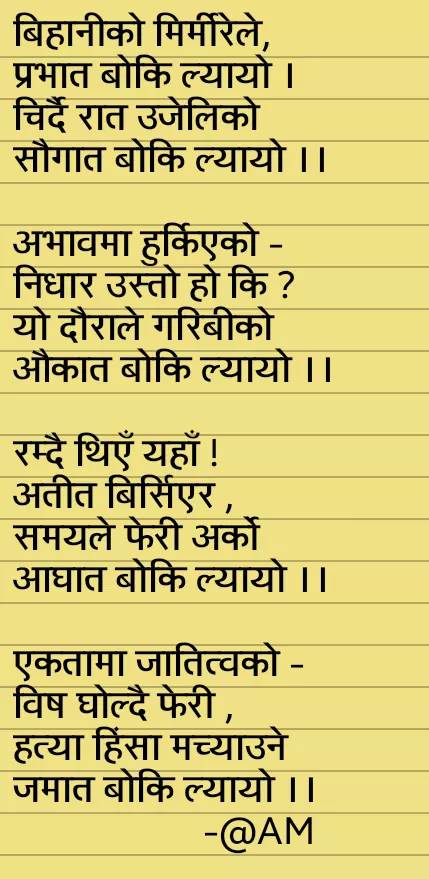 बिहानीको मिर्मीरेले,
प्रभात बोकि ल्यायो ।
चिर्दै रात उजेलिको
सौगात बोकि ल्यायो ।।
अभावमा हुर्किएको -
निधार उस्तो हो कि ?
यो दौराले गरिबीको
औकात बोकि ल्यायो ।।
रम्दै थिएँ यहाँ !
अतीत बिर्सिएर ,
समयले फेरी अर्को
आघात बोकि ल्यायो ।।
एकतामा जातित्वको -
विष घोल्दै फेरी ,
हत्या हिंसा मच्याउने
जमात बोकि ल्यायो ।।
-@AM